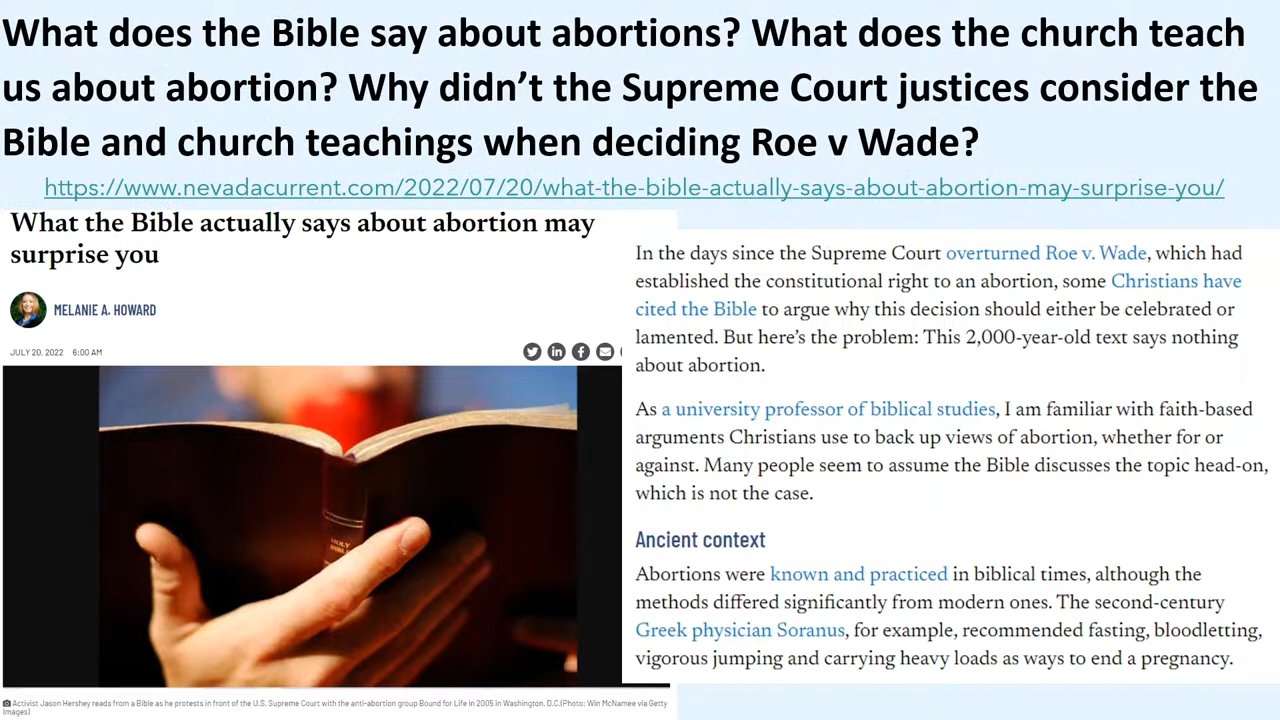 What does the Bible say about abortions? What does the church teach
us about abortion? Why didn’t the Supreme Court justices consider the
Bible and church teachings when deciding Roe v Wade?
https://www.nevadacurrent.com/2022/07/20/what-the-bible-actually-says-about-abortion-may-surprise-you/
What the Bible actually says about abortion may
surprise you
MELANIE A. HOWARD
JULY 20, 2022 6:00 AM
HOLY
BIBLE
Activist Jason Hershey reads from a Bible as he protests in front of the U.S. Supreme Court with the anti-abortion group Bound for Life in 2005 in Washington, D.C.(Photo: Win McNamee via Getty
Images)
In the days since the Supreme Court overturned Roe v. Wade, which had
established the constitutional right to an abortion, some Christians have
cited the Bible to argue why this decision should either be celebrated or
lamented. But here’s the problem: This 2,000-year-old text says nothing
about abortion.
As a university professor of biblical studies, I am familiar with faith-based
arguments Christians use to back up views of abortion, whether for or
against. Many people seem to assume the Bible discusses the topic head-on,
which is not the case.
Ancient context
Abortions were known and practiced in biblical times, although the
methods differed significantly from modern ones. The second-century
Greek physician Soranus, for example, recommended fasting, bloodletting,
vigorous jumping and carrying heavy loads as ways to end a pregnancy.